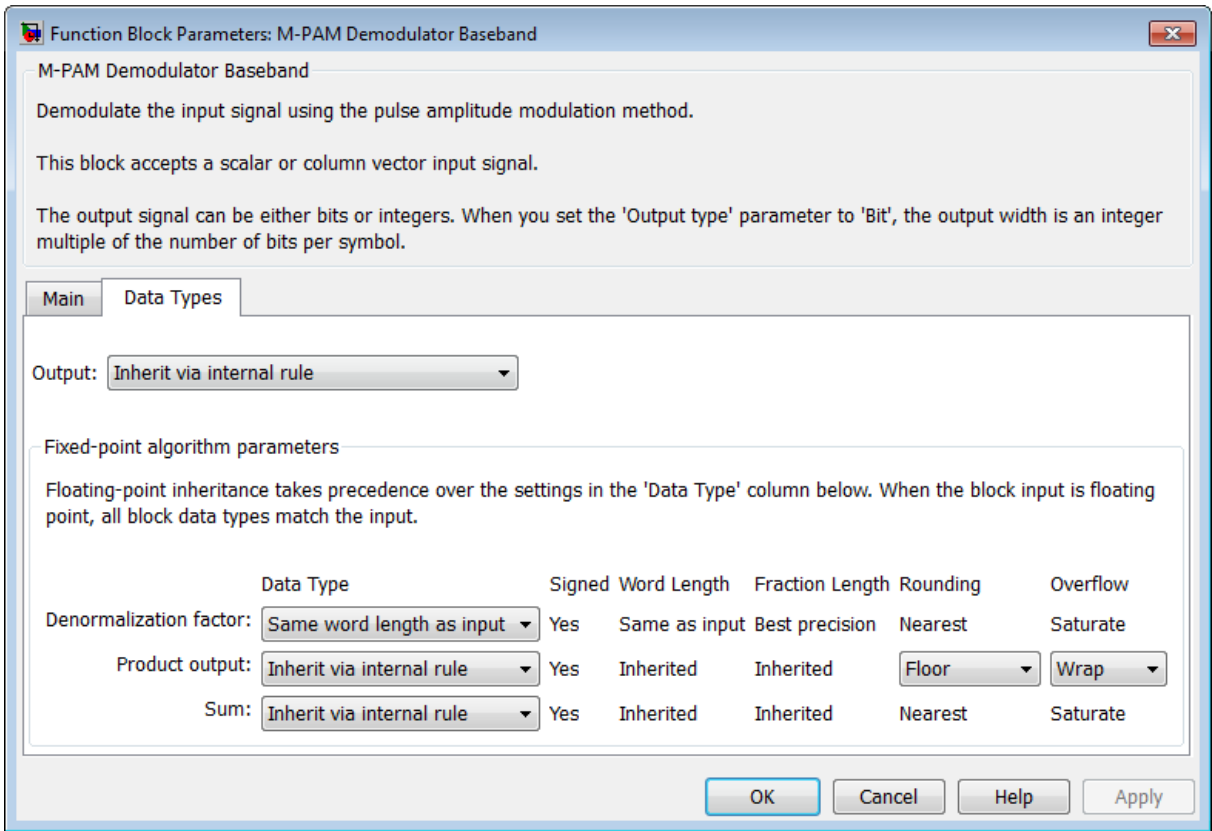 Function Block Parameters: M-PAM Demodulator Baseband
M-PAM Demodulator Baseband
Demodulate the input signal using the pulse amplitude modulation method.
This block accepts a scalar or column vector input signal.
The output signal can be either bits or integers. When you set the 'Output type' parameter to 'Bit', the output width is an integer
multiple of the number of bits per symbol.
Main Data Types
Output: Inherit via internal rule
Fixed-point algorithm parameters
Floating-point inheritance takes precedence over the settings in the 'Data Type' column below. When the block input is floating
point, all block data types match the input.
Data Type Signed Word Length Fraction Length Rounding Overflow
Denormalization factor: Same word length as input Yes Same as input Best precision Nearest Saturate
Product output: Inherit via internal rule Yes Inherited Inherited Floor Wrap
Sum: Inherit via internal rule Yes Inherited Inherited Nearest Saturate
OK Cancel Help Apply